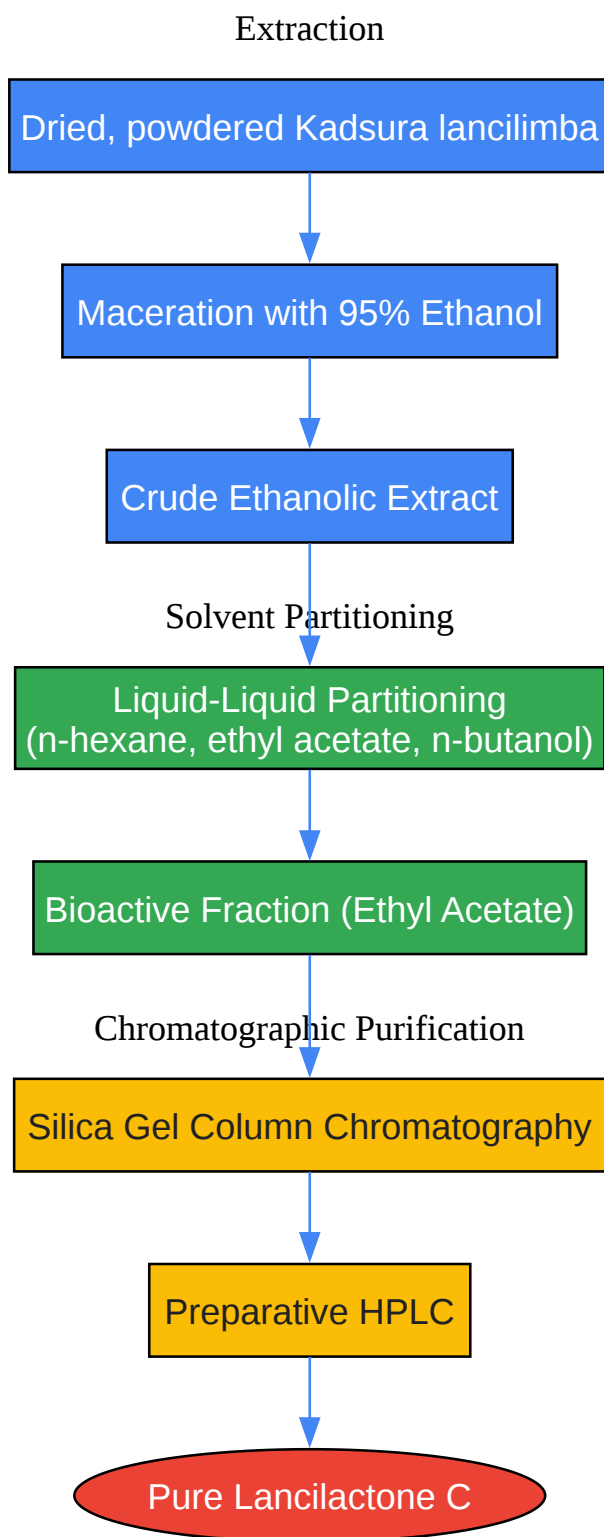 Extraction
Dried, powdered Kadsura lancilimba
Maceration with 95% Ethanol
Crude Ethanolic Extract
Solvent Partitioning
Liquid-Liquid Partitioning
(n-hexane, ethyl acetate, n-butanol)
Bioactive Fraction (Ethyl Acetate)
Chromatographic Purification
Silica Gel Column Chromatography
Preparative HPLC
Pure Lancilactone C